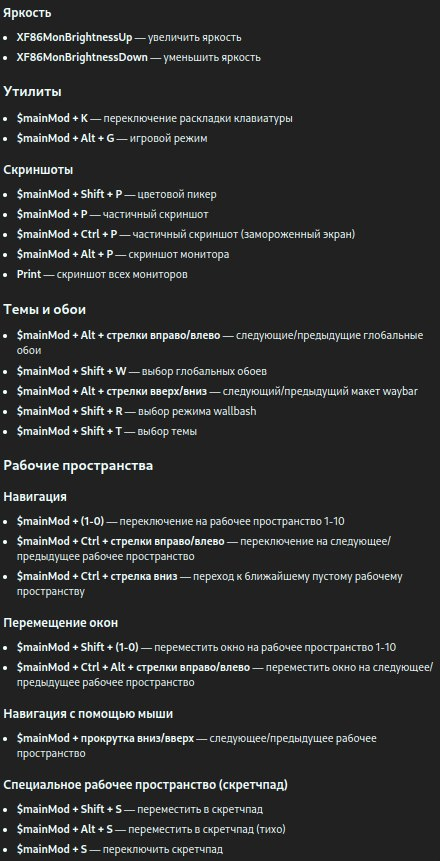 Яркость
• XF86MonBrightnessUp — увеличить яркость
• XF86MonBrightnessDown — уменьшить яркость
Утилиты
• $mainMod + K — переключение раскладки клавиатуры
• $mainMod + Alt + G — игровой режим
Скриншоты
• $mainMod + Shift + P — цветовой пикер
• $mainMod + P — частичный скриншот
• $mainMod + Ctrl + P — частичный скриншот (замороженный экран)
• $mainMod + Alt + P — скриншот монитора
• Print — скриншот всех мониторов
Темы и обои
• $mainMod + Alt + стрелки вправо/влево — следующие/предыдущие глобальные
обои
• $mainMod + Shift + W — выбор глобальных обоев
• $mainMod + Alt + стрелки вверх/вниз — следующий/предыдущий макет waybar
• $mainMod + Shift + R — выбор режима wallbash
• $mainMod + Shift + T — выбор темы
Рабочие пространства
Навигация
• $mainMod + (1-0) — переключение на рабочее пространство 1-10
• $mainMod + Ctrl + стрелки вправо/влево — переключение на следующее/
предыдущее рабочее пространство
• $mainMod + Ctrl + стрелка вниз — переход к ближайшему пустому рабочему
пространству
Перемещение окон
• $mainMod + Shift + (1-0) — переместить окно на рабочее пространство 1-10
• $mainMod + Ctrl + Alt + стрелки вправо/влево — переместить окно на следующее/
предыдущее рабочее пространство
Навигация с помощью мыши
• $mainMod + прокрутка вниз/вверх — следующее/предыдущее рабочее
пространство
Специальное рабочее пространство (скретчпад)
• $mainMod + Shift + S — переместить в скретчпад
• $mainMod + Alt + S — переместить в скретчпад (тихо)
• $mainMod + S — переключить скретчпад